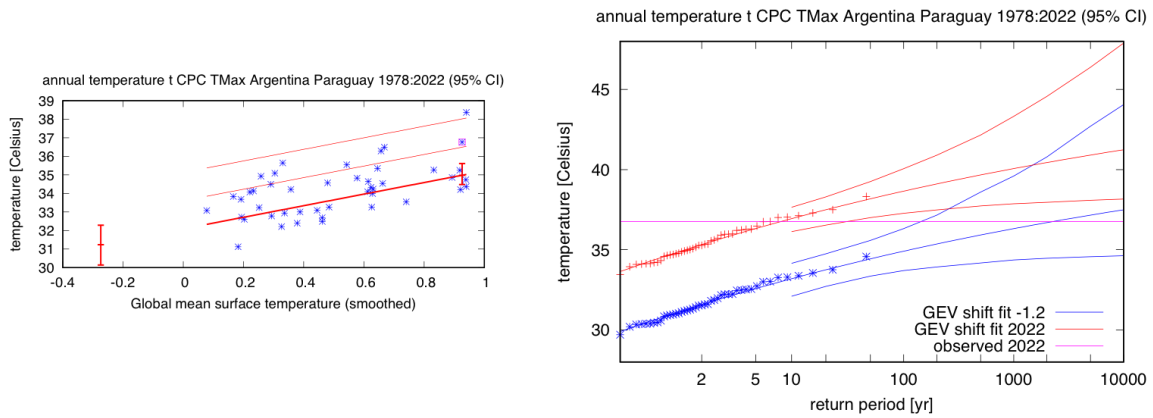 annual temperature t CPC TMax Argentina Paraguay 1978:2022 (95% CI)
temperature [Celsius]
39
38
37
36
35
34
33
32
31
30
-0.4 -0.2 0 0.2 0.4 0.6 0.8 1
Global mean surface temperature (smoothed)
annual temperature t CPC TMax Argentina Paraguay 1978:2022 (95% CI)
temperature [Celsius]
45
40
35
30
GEV shift fit -1.2
GEV shift fit 2022
observed 2022
2 5 10 100 1000 10000
return period [yr]